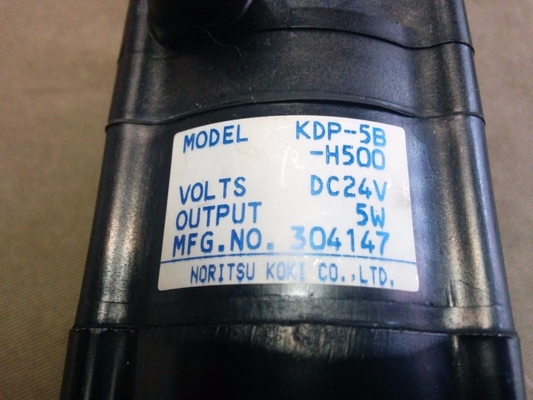 MODEL KDP-5B
-H500
VOLTS DC24V
OUTPUT 5W
MFG.NO. 304147
NORITSU KOKI CO.,LTD.